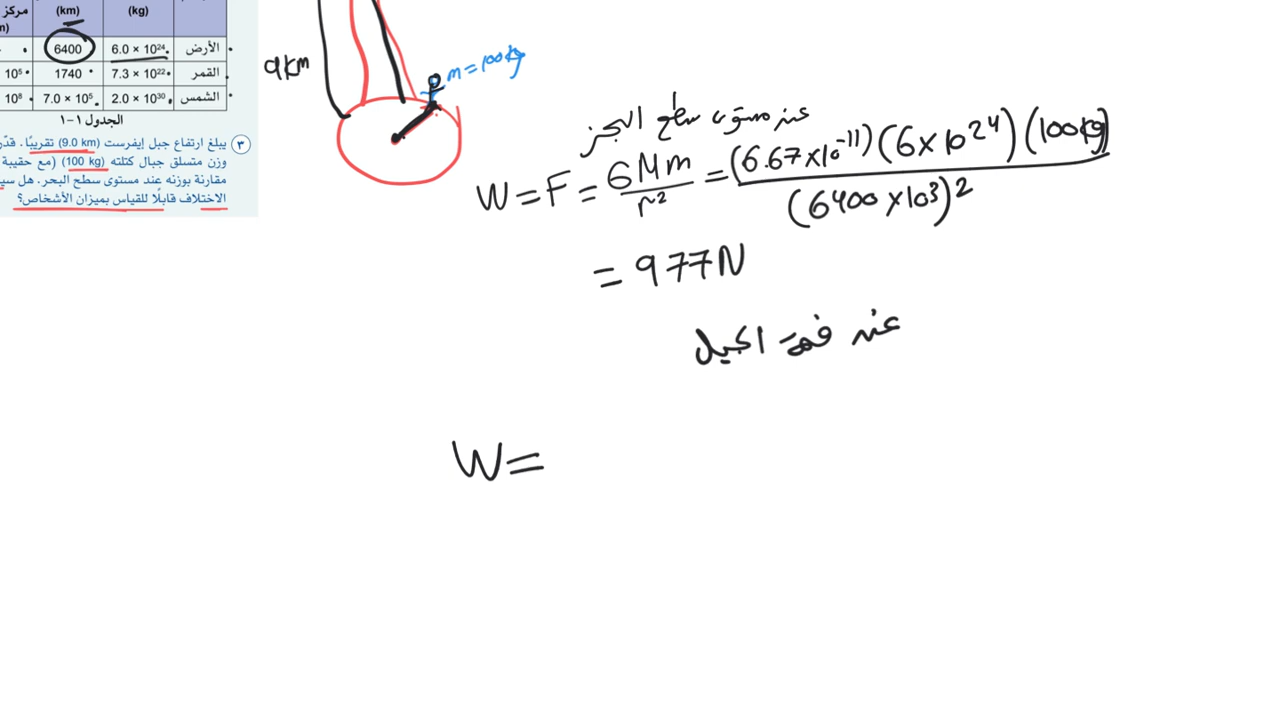 مركز (km) (kg)
• 6400 6.0 × 10²⁴• الأرض •
10⁵ • 1740 • 7.3 × 10²²• القمر •
10⁸ • 7.0 × 10⁵ • 2.0 × 10³⁰ • الشمس •
الجدول ١-١
٣ يبلغ ارتفاع جبل إيفرست (9.0 km) تقريبًا. قدّر
وزن متسلق جبال كتلته (100 kg) (مع حقيبة
مقارنة بوزنه عند مستوى سطح البحر. هل
الاختلاف قابلًا للقياس بميزان الأشخاص؟
9km
m = 100kg
عند مستوى سطح البحر
W = F = GMm/r² = (6.67 × 10⁻¹¹) (6 × 10²⁴) (100kg) / (6400 × 10³)²
= 977N
عند قمة الجبل
W =